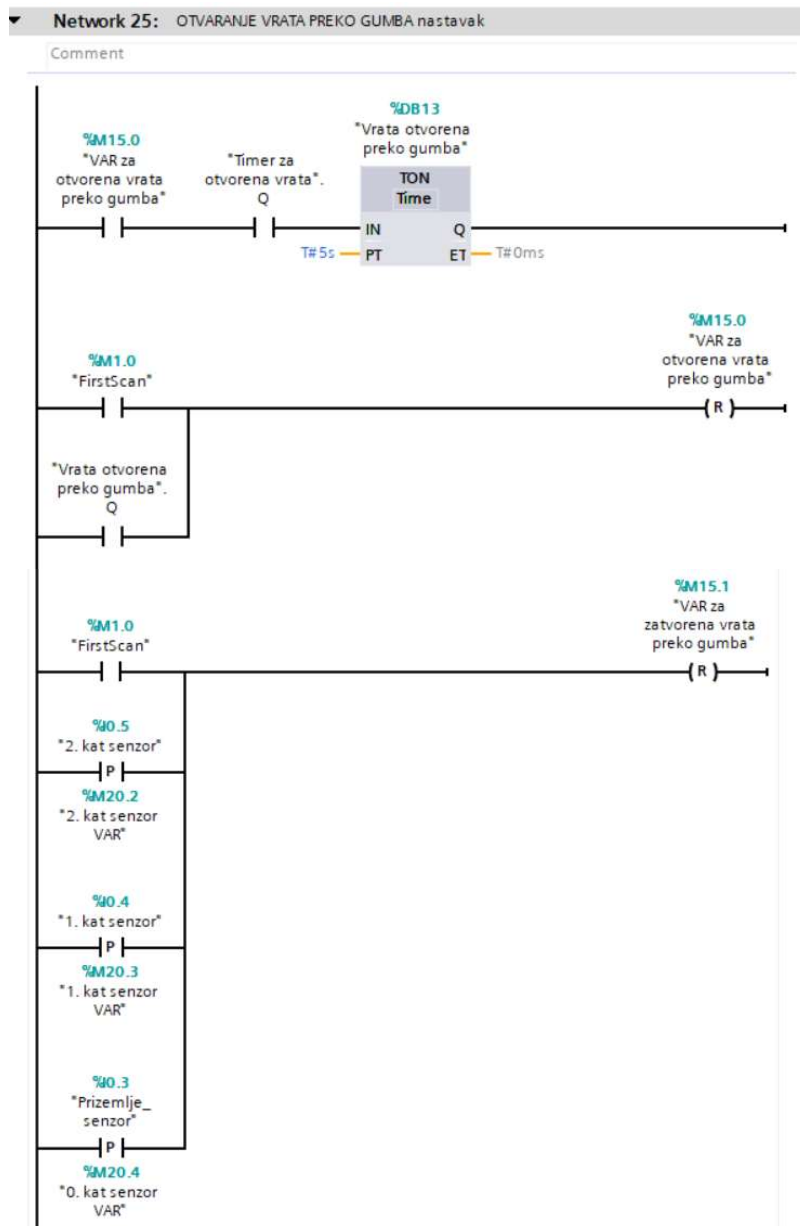 Network 25: OTVARANJE VRATA PREKO GUMBA nastavak
Comment
%DB13
"Vrata otvorena
preko gumba"
%M15.0
"VAR za
otvorena vrata
preko gumba"
"Timer za
otvorena vrata".
Q
TON
Time
IN
Q
T#5s
PT
ET
T#0ms
%M15.0
"VAR za
otvorena vrata
preko gumba"
%M1.0
"FirstScan"
R
"Vrata otvorena
preko gumba".
Q
%M15.1
"VAR za
zatvorena vrata
preko gumba"
%M1.0
"FirstScan"
R
%I0.5
"2. kat senzor"
P
%M20.2
"2. kat senzor
VAR"
%I0.4
"1. kat senzor"
P
%M20.3
"1. kat senzor
VAR"
%I0.3
"Prizemlje_
senzor"
P
%M20.4
"0. kat senzor
VAR"